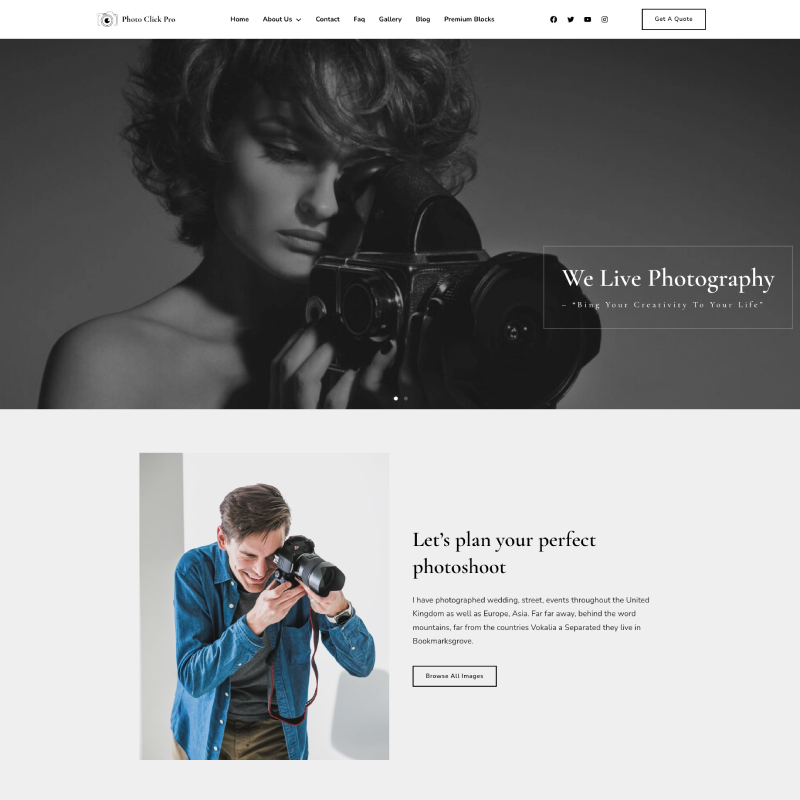 Photo Click Pro
Home About Us Contact Faq Gallery Blog Premium Blocks
Get A Quote
We Live Photography
– “Bing Your Creativity To Your Life”
Let’s plan your perfect
photoshoot
I have photographed wedding, street, events throughout the United
Kingdom as well as Europe, Asia. Far far away, behind the word
mountains, far from the countries Vokalia a Separated they live in
Bookmarksgrove.
Browse All Images